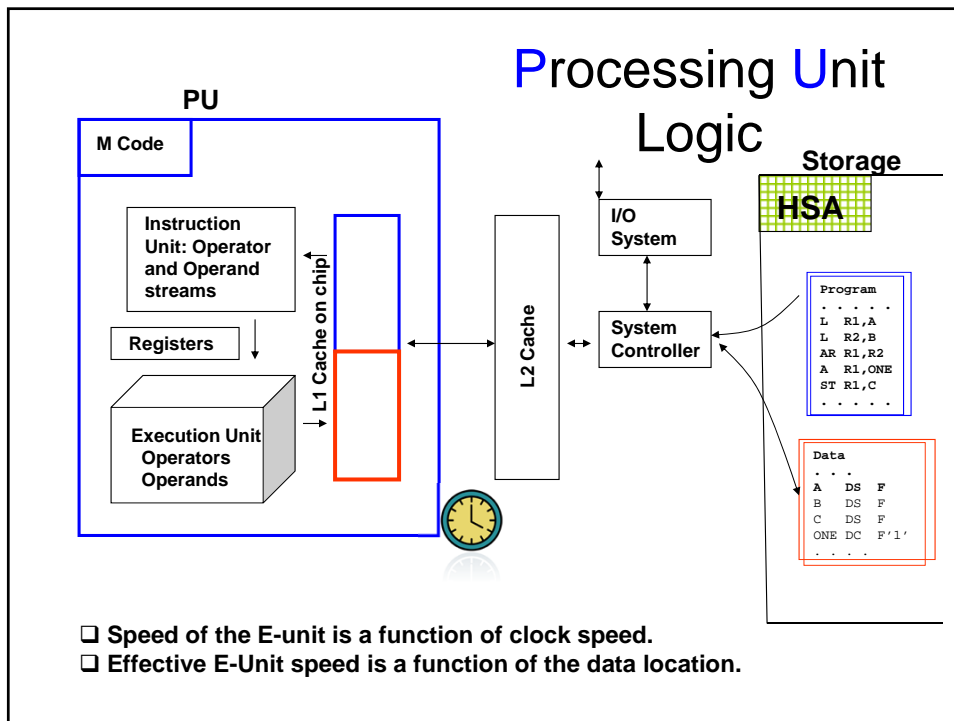 Processing Unit
Logic
PU
M Code
Instruction
Unit: Operator
and Operand
streams
Registers
Execution Unit
Operators
Operands
L1 Cache on chip
L2 Cache
I/O
System
System
Controller
Storage
HSA
Program
. . . . .
L R1,A
L R2,B
AR R1,R2
A R1,ONE
ST R1,C
. . . . .
Data
. . .
A DS F
B DS F
C DS F
ONE DC F’1’
. . . .
❑ Speed of the E-unit is a function of clock speed.
❑ Effective E-Unit speed is a function of the data location.